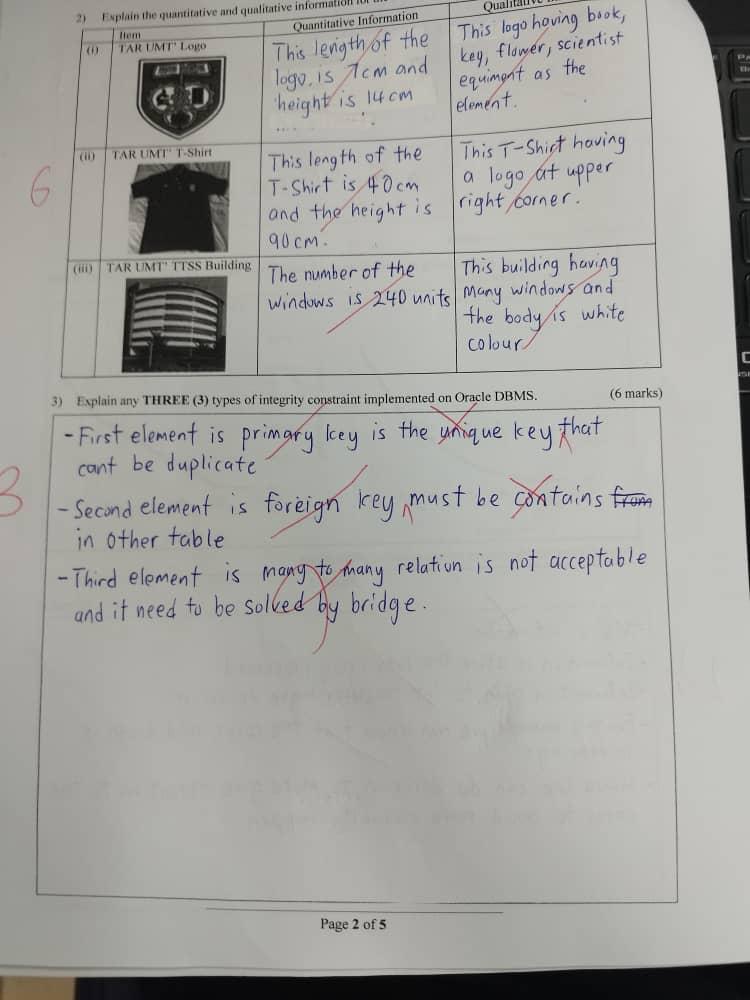 2) Explain the quantitative and qualitative information
Item
Quantitative Information
(i) TAR UMT' Logo
This length of the
logo, is 7cm and
height is 14cm
This logo having book,
key, flower, scientist
equiment as the
element.
(ii) TAR UMT' T-Shirt
This length of the
T-Shirt is 40cm
and the height is
90cm.
This T-Shirt having
a logo at upper
right corner.
6
(iii) TAR UMT' TTSS Building
The number of the
windows is 240 units
This building having
Many windows and
the body is white
colour
3) Explain any THREE (3) types of integrity constraint implemented on Oracle DBMS. (6 marks)
- First element is primary key is the unique key that
cant be duplicate
- Second element is foreign key must be contains from
in other table
- Third element is many to many relation is not acceptable
and it need to be solved by bridge.
3
Page 2 of 5